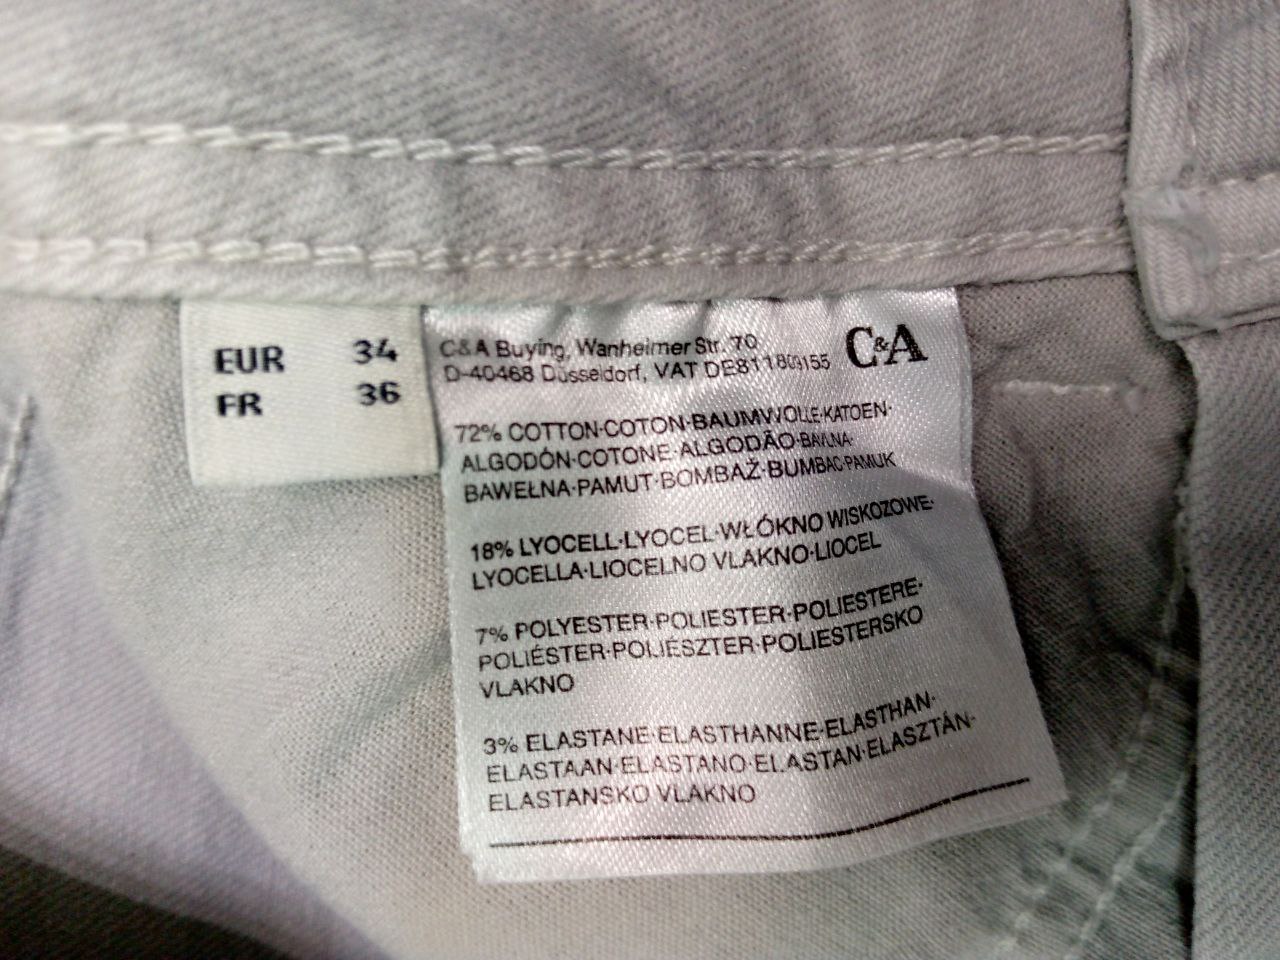 EUR 34
FR 36
C&A Buying, Wanheimer Str. 70
D-40468 Düsseldorf, VAT DE811809155
C&A
72% COTTON·COTON·BAUMWOLLE·KATOEN·
ALGODÓN·COTONE·ALGODÃO·BAVLNA·
BAWEŁNA·PAMUT·BOMBAŽ·BUMBAC·PAMUK
18% LYOCELL·LYOCEL·WŁÓKNO WISKOZOWE·
LYOCELLA·LIOCELNO VLAKNO·LIOCEL
7% POLYESTER·POLIESTER·POLIESTERE·
POLIÉSTER·POLIÉSZTER·POLIESTERSKO
VLAKNO
3% ELASTANE·ELASTHANNE·ELASTHAN·
ELASTAAN·ELASTANO·ELASTAN·ELASZTÁN·
ELASTANSKO VLAKNO